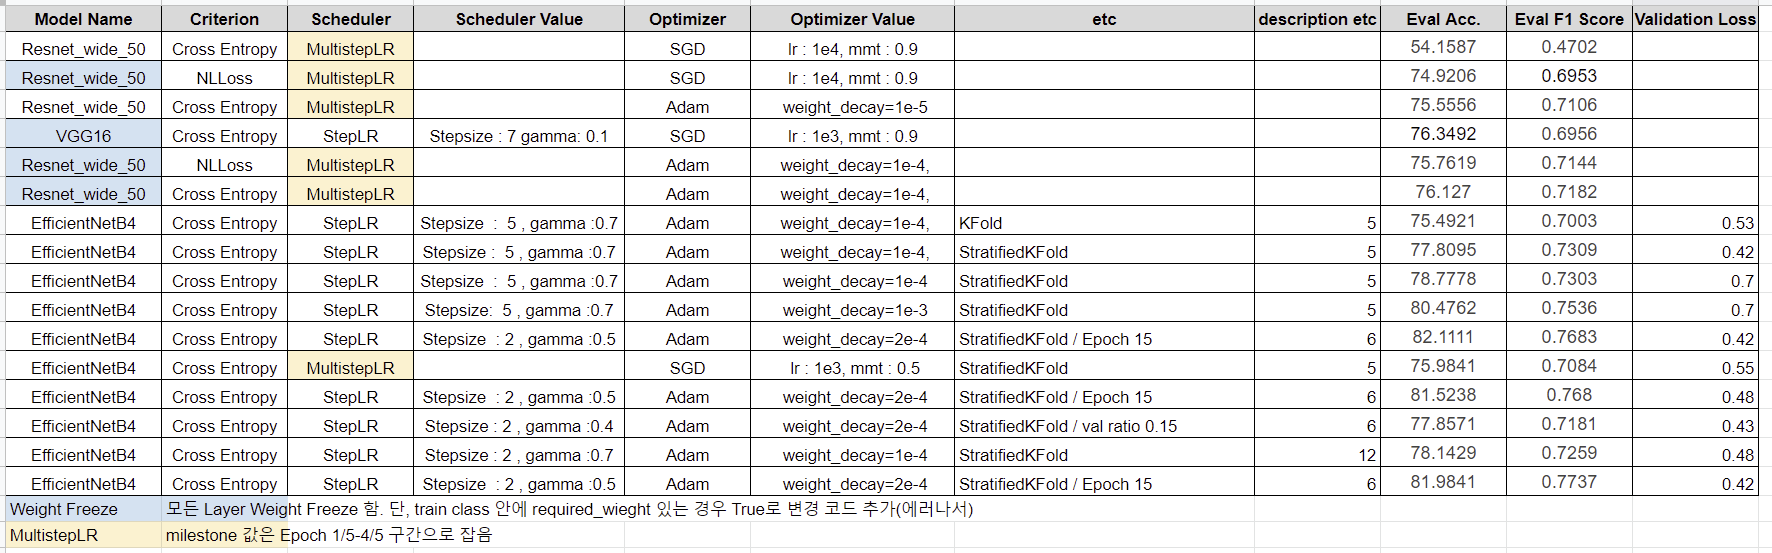 Model Name Criterion Scheduler Scheduler Value Optimizer Optimizer Value etc description etc Eval Acc. Eval F1 Score Validation Loss
Resnet_wide_50 Cross Entropy MultistepLR SGD lr : 1e4, mmt : 0.9 54.1587 0.4702
Resnet_wide_50 NLLoss MultistepLR SGD lr : 1e4, mmt : 0.9 74.9206 0.6953
Resnet_wide_50 Cross Entropy MultistepLR Adam weight_decay=1e-5 75.5556 0.7106
VGG16 Cross Entropy StepLR Stepsize : 7 gamma: 0.1 SGD lr : 1e3, mmt : 0.9 76.3492 0.6956
Resnet_wide_50 NLLoss MultistepLR Adam weight_decay=1e-4, 75.7619 0.7144
Resnet_wide_50 Cross Entropy MultistepLR Adam weight_decay=1e-4, 76.127 0.7182
EfficientNetB4 Cross Entropy StepLR Stepsize : 5 , gamma :0.7 Adam weight_decay=1e-4, KFold 5 75.4921 0.7003 0.53
EfficientNetB4 Cross Entropy StepLR Stepsize : 5 , gamma :0.7 Adam weight_decay=1e-4, StratifiedKFold 5 77.8095 0.7309 0.42
EfficientNetB4 Cross Entropy StepLR Stepsize : 5 , gamma :0.7 Adam weight_decay=1e-4 StratifiedKFold 5 78.7778 0.7303 0.7
EfficientNetB4 Cross Entropy StepLR Stepsize: 5 , gamma :0.7 Adam weight_decay=1e-3 StratifiedKFold 5 80.4762 0.7536 0.7
EfficientNetB4 Cross Entropy StepLR Stepsize : 2 , gamma :0.5 Adam weight_decay=2e-4 StratifiedKFold / Epoch 15 6 82.1111 0.7683 0.42
EfficientNetB4 Cross Entropy MultistepLR SGD lr : 1e3, mmt : 0.5 StratifiedKFold 5 75.9841 0.7084 0.55
EfficientNetB4 Cross Entropy StepLR Stepsize : 2 , gamma :0.5 Adam weight_decay=2e-4 StratifiedKFold / Epoch 15 6 81.5238 0.768 0.48
EfficientNetB4 Cross Entropy StepLR Stepsize : 2 , gamma :0.4 Adam weight_decay=2e-4 StratifiedKFold / val ratio 0.15 6 77.8571 0.7181 0.43
EfficientNetB4 Cross Entropy StepLR Stepsize : 2 , gamma :0.7 Adam weight_decay=1e-4 StratifiedKFold 12 78.1429 0.7259 0.48
EfficientNetB4 Cross Entropy StepLR Stepsize : 2 , gamma :0.5 Adam weight_decay=2e-4 StratifiedKFold / Epoch 15 6 81.9841 0.7737 0.42
Weight Freeze 모든 Layer Weight Freeze 함. 단, train class 안에 required_wieght 있는 경우 True로 변경 코드 추가(에러나서)
MultistepLR milestone 값은 Epoch 1/5-4/5 구간으로 잡음